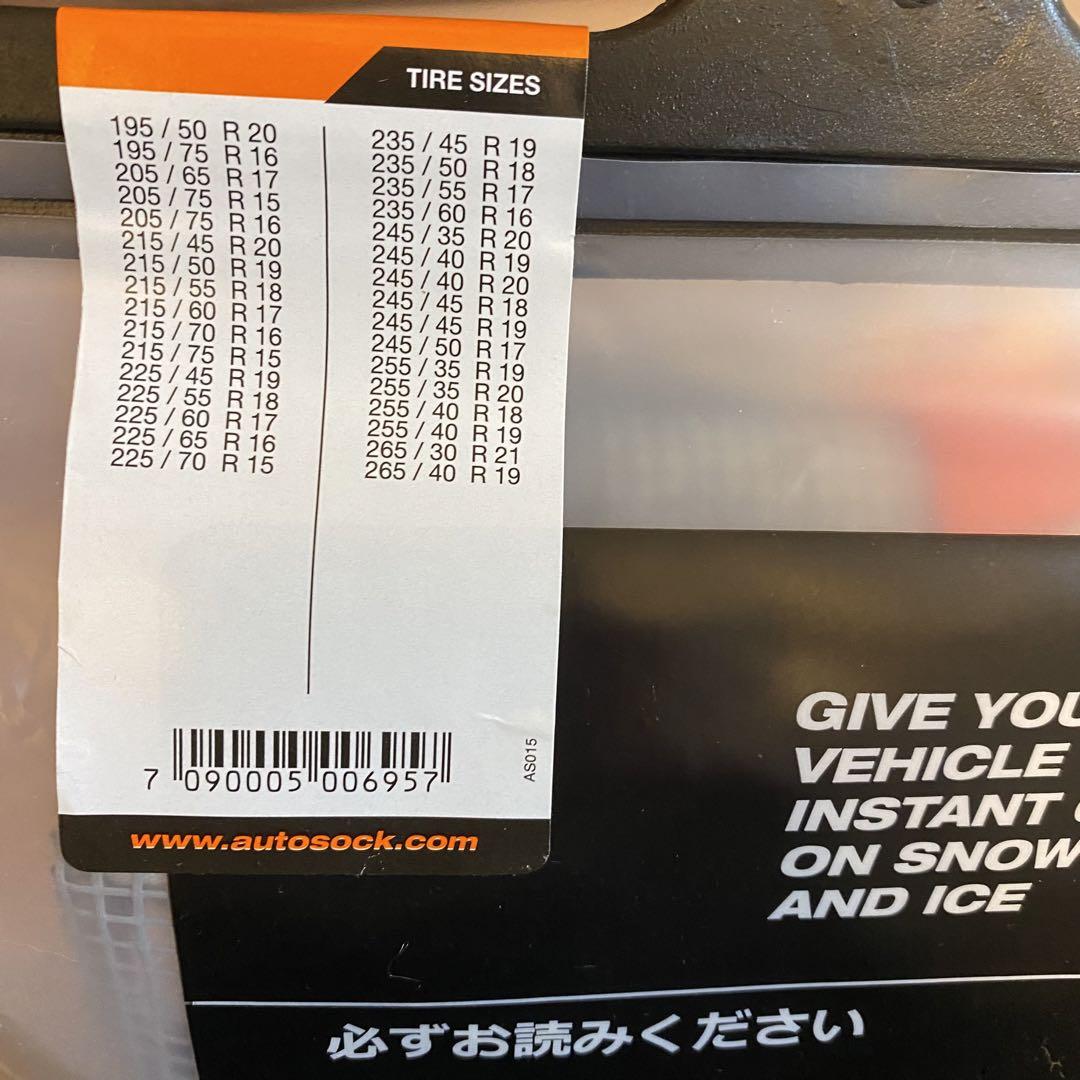 TIRE SIZES
195 / 50 R 20
195 / 75 R 16
205 / 65 R 17
205 / 75 R 15
205 / 75 R 16
215 / 45 R 20
215 / 50 R 19
215 / 55 R 18
215 / 60 R 17
215 / 70 R 16
215 / 75 R 15
225 / 45 R 19
225 / 55 R 18
225 / 60 R 17
225 / 65 R 16
225 / 70 R 15
235 / 45 R 19
235 / 50 R 18
235 / 55 R 17
235 / 60 R 16
245 / 35 R 20
245 / 40 R 19
245 / 40 R 20
245 / 45 R 18
245 / 45 R 19
245 / 50 R 17
255 / 35 R 19
255 / 35 R 20
255 / 40 R 18
255 / 40 R 19
265 / 30 R 21
265 / 40 R 19
7 090005 006957
AS015
www.autosock.com
GIVE YOU
VEHICLE
INSTANT
ON SNOW
AND ICE
必ずお読みください